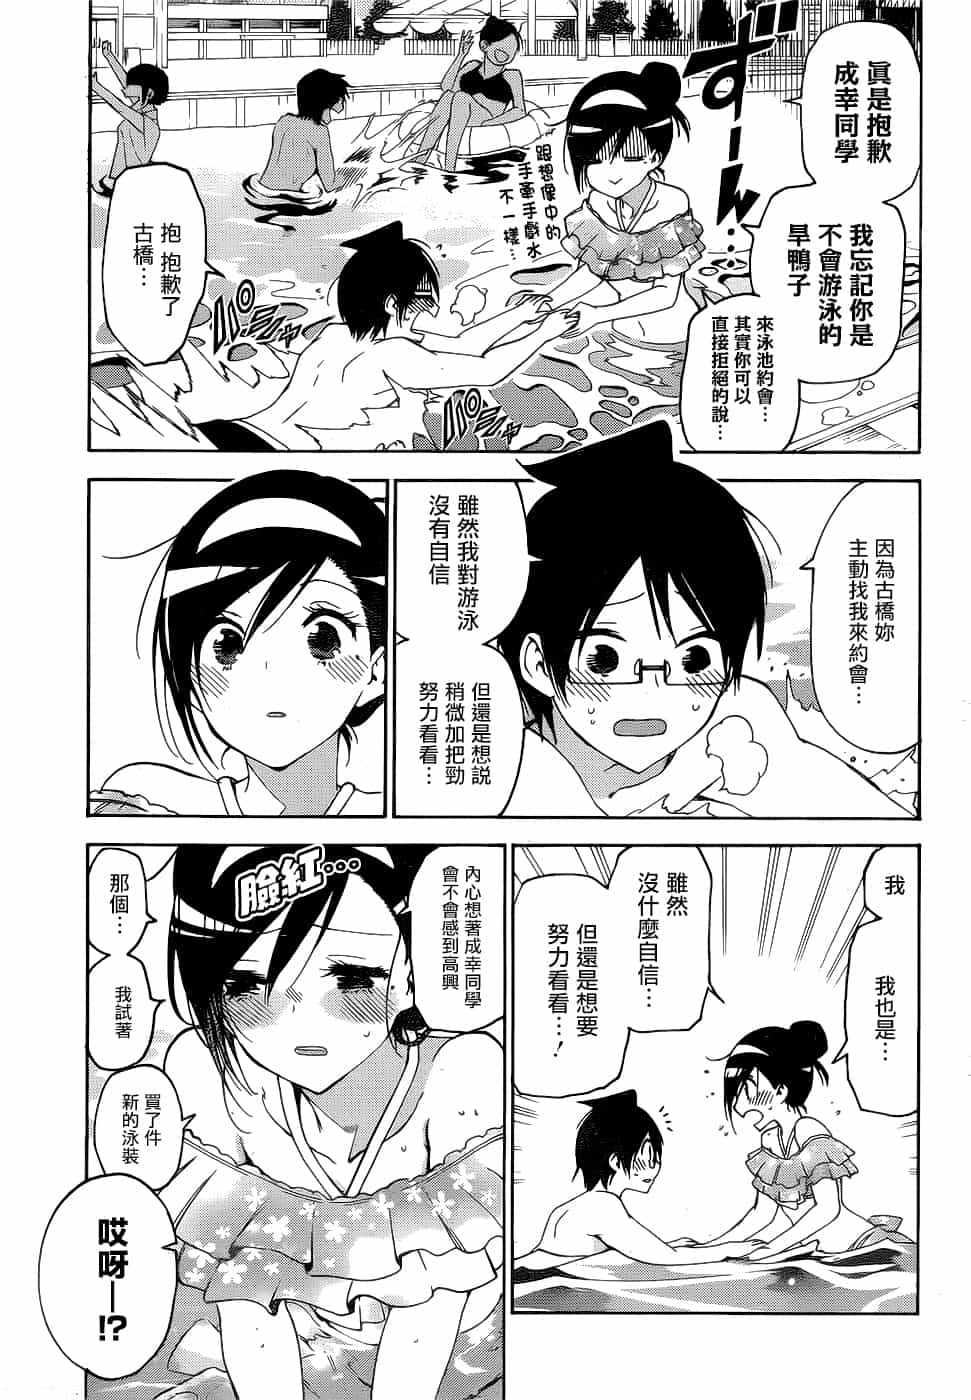 真是抱歉
成幸同學
我忘記你是
不會游泳的
旱鴨子
來泳池約會…
其實你可以
直接拒絕的說…
ずーん…
跟想像中的
手牽手戲水
不一樣…
抱 抱歉了
古橋…
因為古橋妳
主動找我來約會…
雖然我對游泳
沒有自信
但還是想說
稍微加把勁
努力看看…
我
我也是…
雖然
沒什麼自信…
但還是想要
努力看看…！
內心想著成幸同學
會不會感到高興
臉紅…
那個…
我試著
買了件
新的泳裝
哎呀—!?